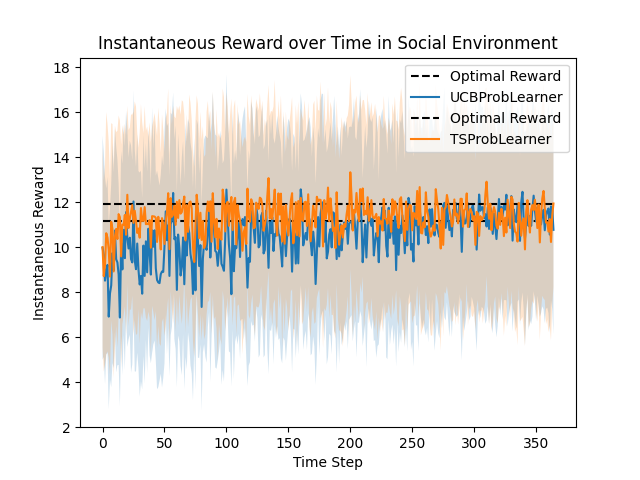 Instantaneous Reward over Time in Social Environment
18
16
14
12
10
8
6
4
2
Instantaneous Reward
Optimal Reward
UCBProbLearner
Optimal Reward
TSProbLearner
0 50 100 150 200 250 300 350
Time Step